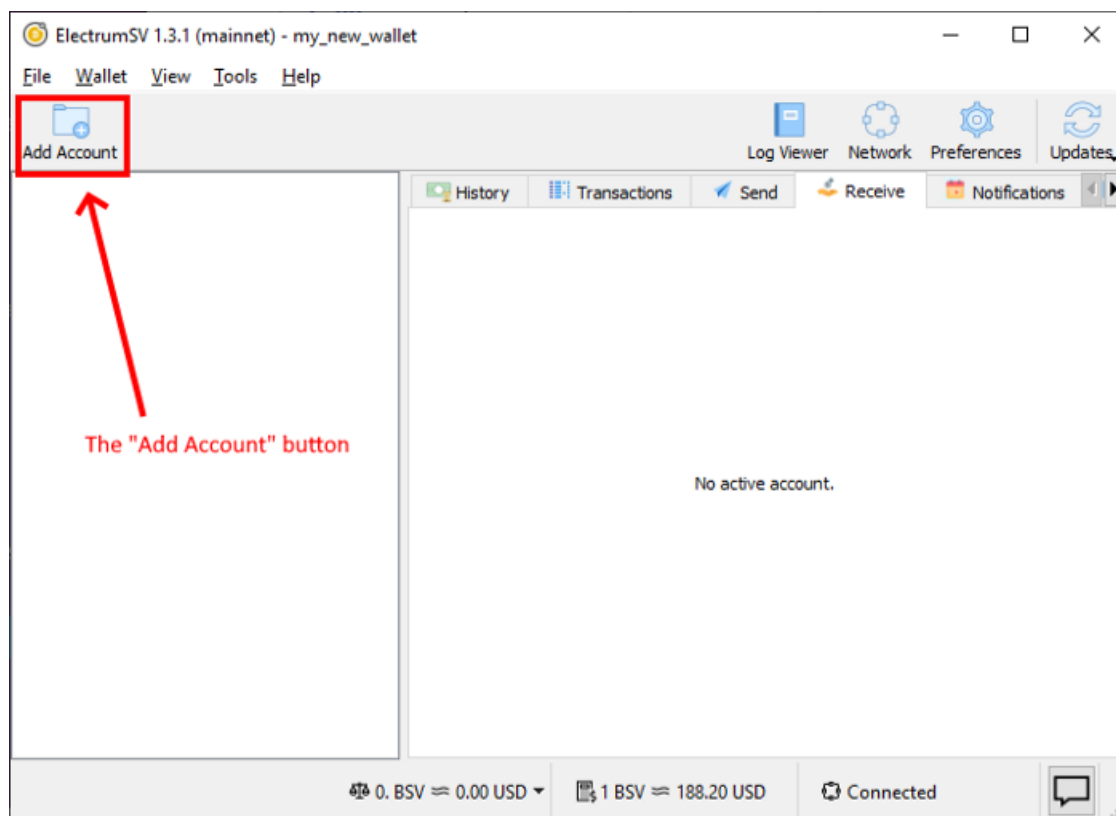 ElectrumSV 1.3.1 (mainnet) - my_new_wallet
File Wallet View Tools Help
Add Account
Log Viewer Network Preferences Updates
History Transactions Send Receive Notifications
The "Add Account" button
No active account.
0. BSV ≈ 0.00 USD 1 BSV ≈ 188.20 USD Connected